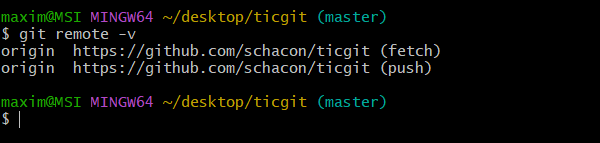 maxim@MSI MINGW64 ~/desktop/ticgit (master)
$ git remote -v
origin  https://github.com/schacon/ticgit (fetch)
origin  https://github.com/schacon/ticgit (push)
maxim@MSI MINGW64 ~/desktop/ticgit (master)
$